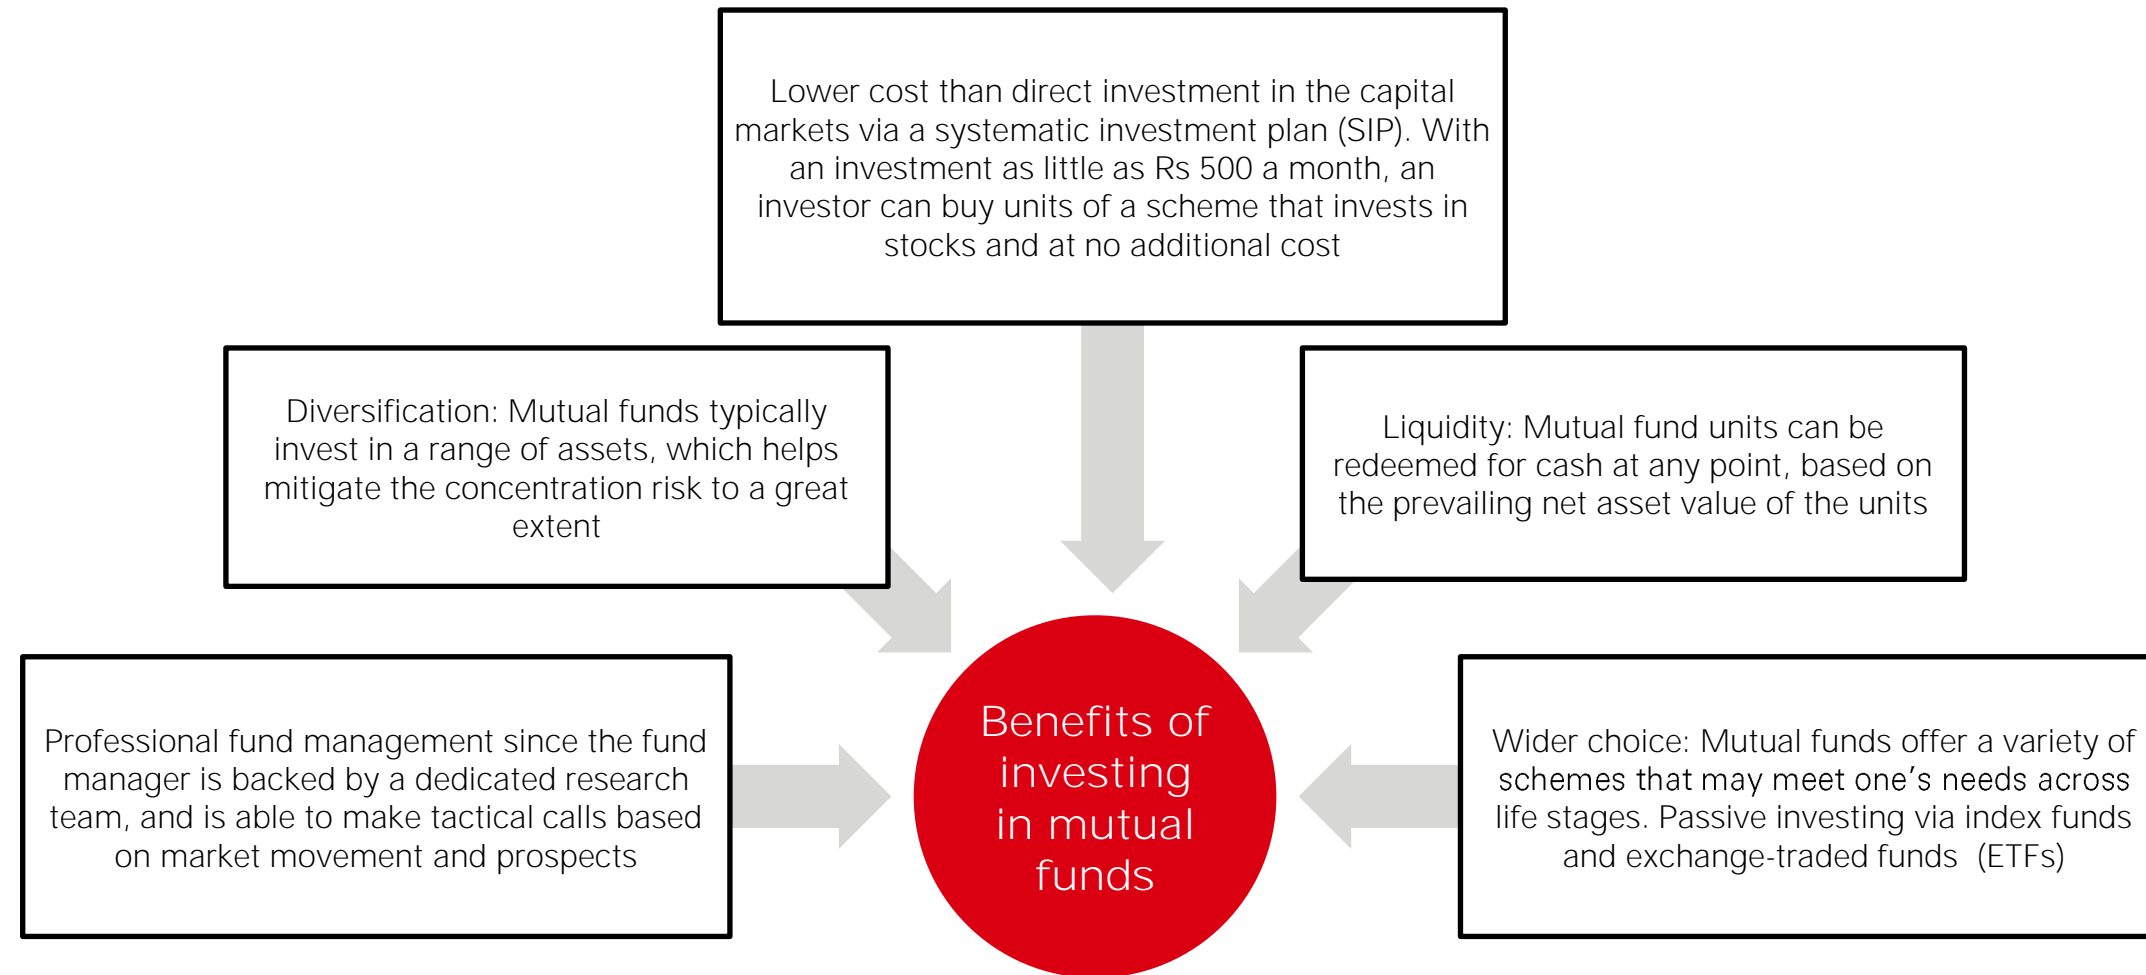 Lower cost than direct investment in the capital
markets via a systematic investment plan (SIP). With
an investment as little as Rs 500 a month, an
investor can buy units of a scheme that invests in
stocks and at no additional cost
Diversification: Mutual funds typically
invest in a range of assets, which helps
mitigate the concentration risk to a great
extent
Liquidity: Mutual fund units can be
redeemed for cash at any point, based on
the prevailing net asset value of the units
Professional fund management since the fund
manager is backed by a dedicated research
team, and is able to make tactical calls based
on market movement and prospects
Benefits of
investing
in mutual
funds
Wider choice: Mutual funds offer a variety of
schemes that may meet one’s needs across
life stages. Passive investing via index funds
and exchange-traded funds (ETFs)